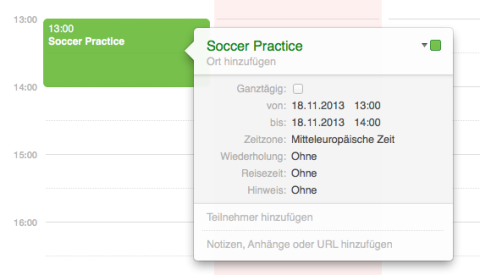 13:00
13:00
Soccer Practice
14:00
15:00
16:00
Soccer Practice
Ort hinzufügen
Ganztägig:
von: 18.11.2013 13:00
bis: 18.11.2013 14:00
Zeitzone: Mitteleuropäische Zeit
Wiederholung: Ohne
Reisezeit: Ohne
Hinweis: Ohne
Teilnehmer hinzufügen
Notizen, Anhänge oder URL hinzufügen